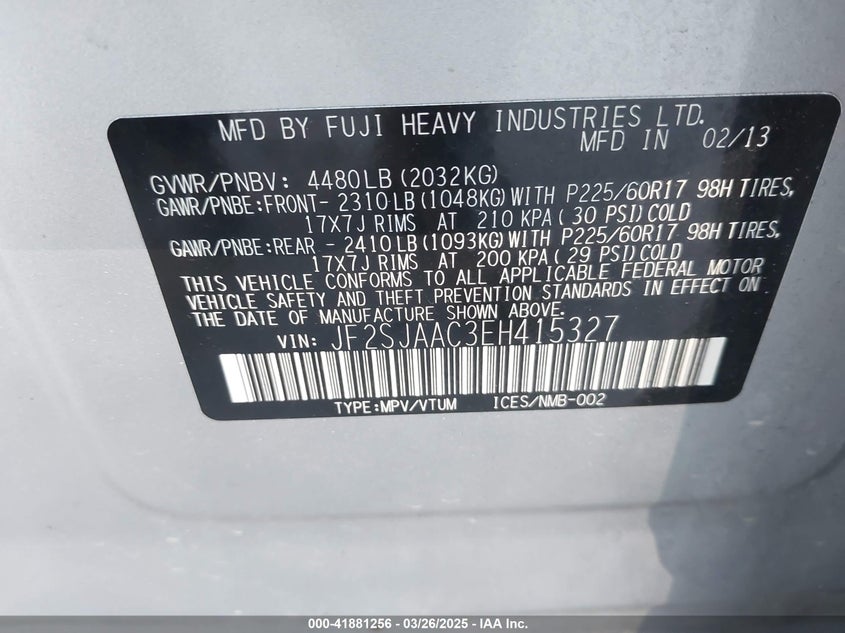 MFD BY FUJI HEAVY INDUSTRIES LTD.
MFD IN 02/13
GVWR/PNBV: 4480LB(2032KG)
GAWR/PNBE:FRONT- 2310LB(1048KG)WITH P225/60R17 98H TIRES,
17X7J RIMS AT 210 KPA( 30 PSI)COLD
GAWR/PNBE:REAR - 2410LB(1093KG)WITH P225/60R17 98H TIRES,
17X7J RIMS AT 200 KPA( 29 PSI)COLD
THIS VEHICLE CONFORMS TO ALL APPLICABLE FEDERAL MOTOR
VEHICLE SAFETY AND THEFT PREVENTION STANDARDS IN EFFECT ON
THE DATE OF MANUFACTURE SHOWN ABOVE.
VIN: JF2SJAAC3EH415327
TYPE:MPV/VTUM ICES/NMB-002
000-41881256 - 03/26/2025 - IAA Inc.